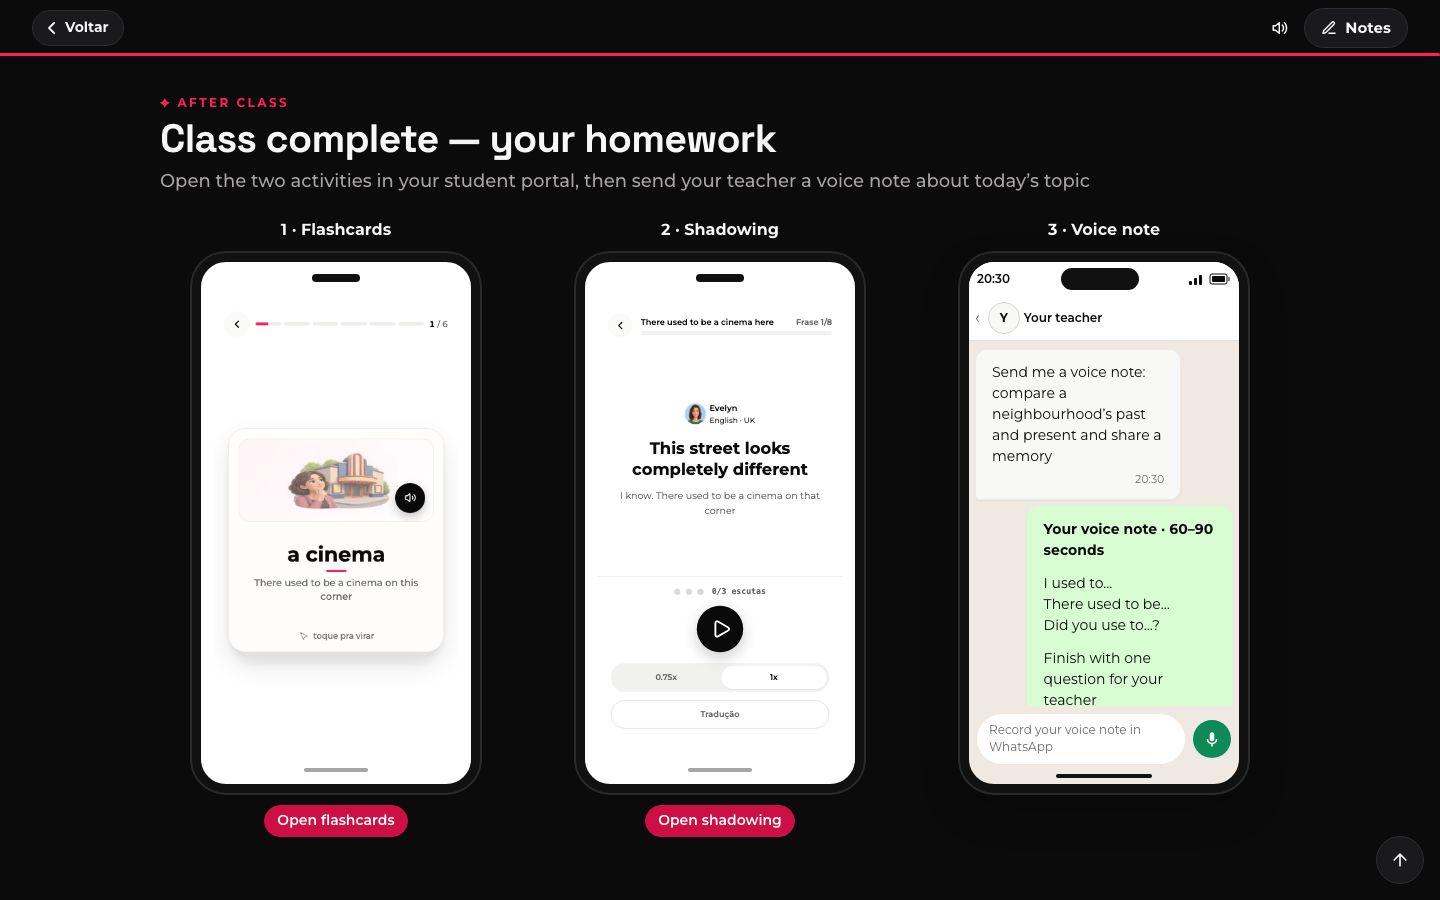 Voltar
Notes
AFTER CLASS
Class complete — your homework
Open the two activities in your student portal, then send your teacher a voice note about today's topic
1 · Flashcards
1 / 6
a cinema
There used to be a cinema on this
corner
toque pra virar
Open flashcards
2 · Shadowing
There used to be a cinema here
Frase 1/8
Evelyn
English · UK
This street looks
completely different
I know. There used to be a cinema on that
corner
0/3 escutas
0.75x
1x
Tradução
Open shadowing
3 · Voice note
20:30
Y
Your teacher
Send me a voice note:
compare a
neighbourhood's past
and present and share a
memory
20:30
Your voice note · 60–90
seconds
I used to...
There used to be...
Did you use to...?
Finish with one
question for your
teacher
Record your voice note in
WhatsApp